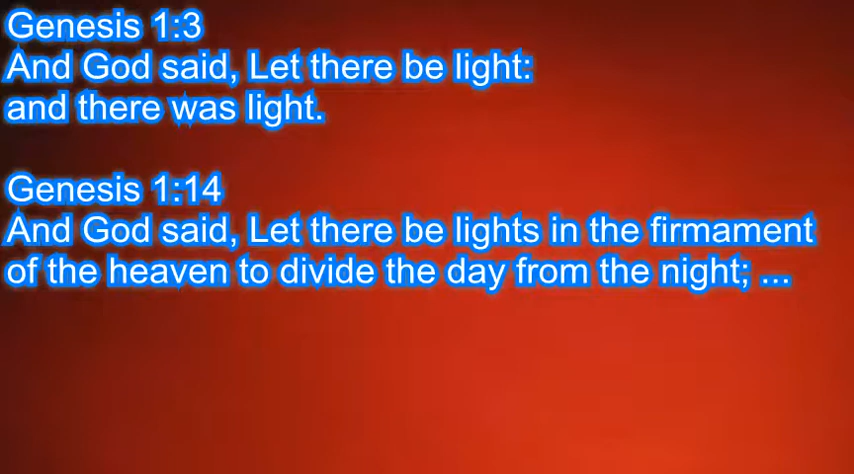 Genesis 1:3
And God said, Let there be light:
and there was light.
Genesis 1:14
And God said, Let there be lights in the firmament
of the heaven to divide the day from the night; ...